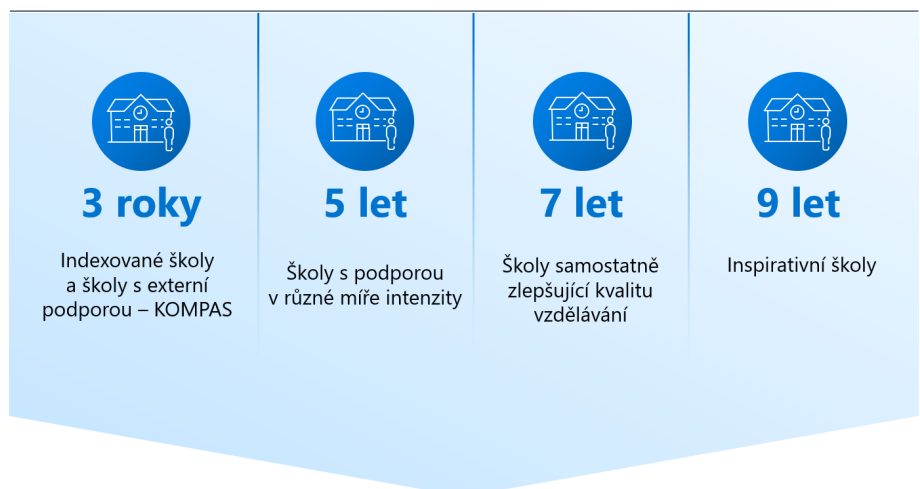 3 roky
Indexované školy
a školy s externí
podporou – KOMPAS
5 let
Školy s podporou
v různé míře intenzity
7 let
Školy samostatně
zlepšující kvalitu
vzdělávání
9 let
Inspirativní školy